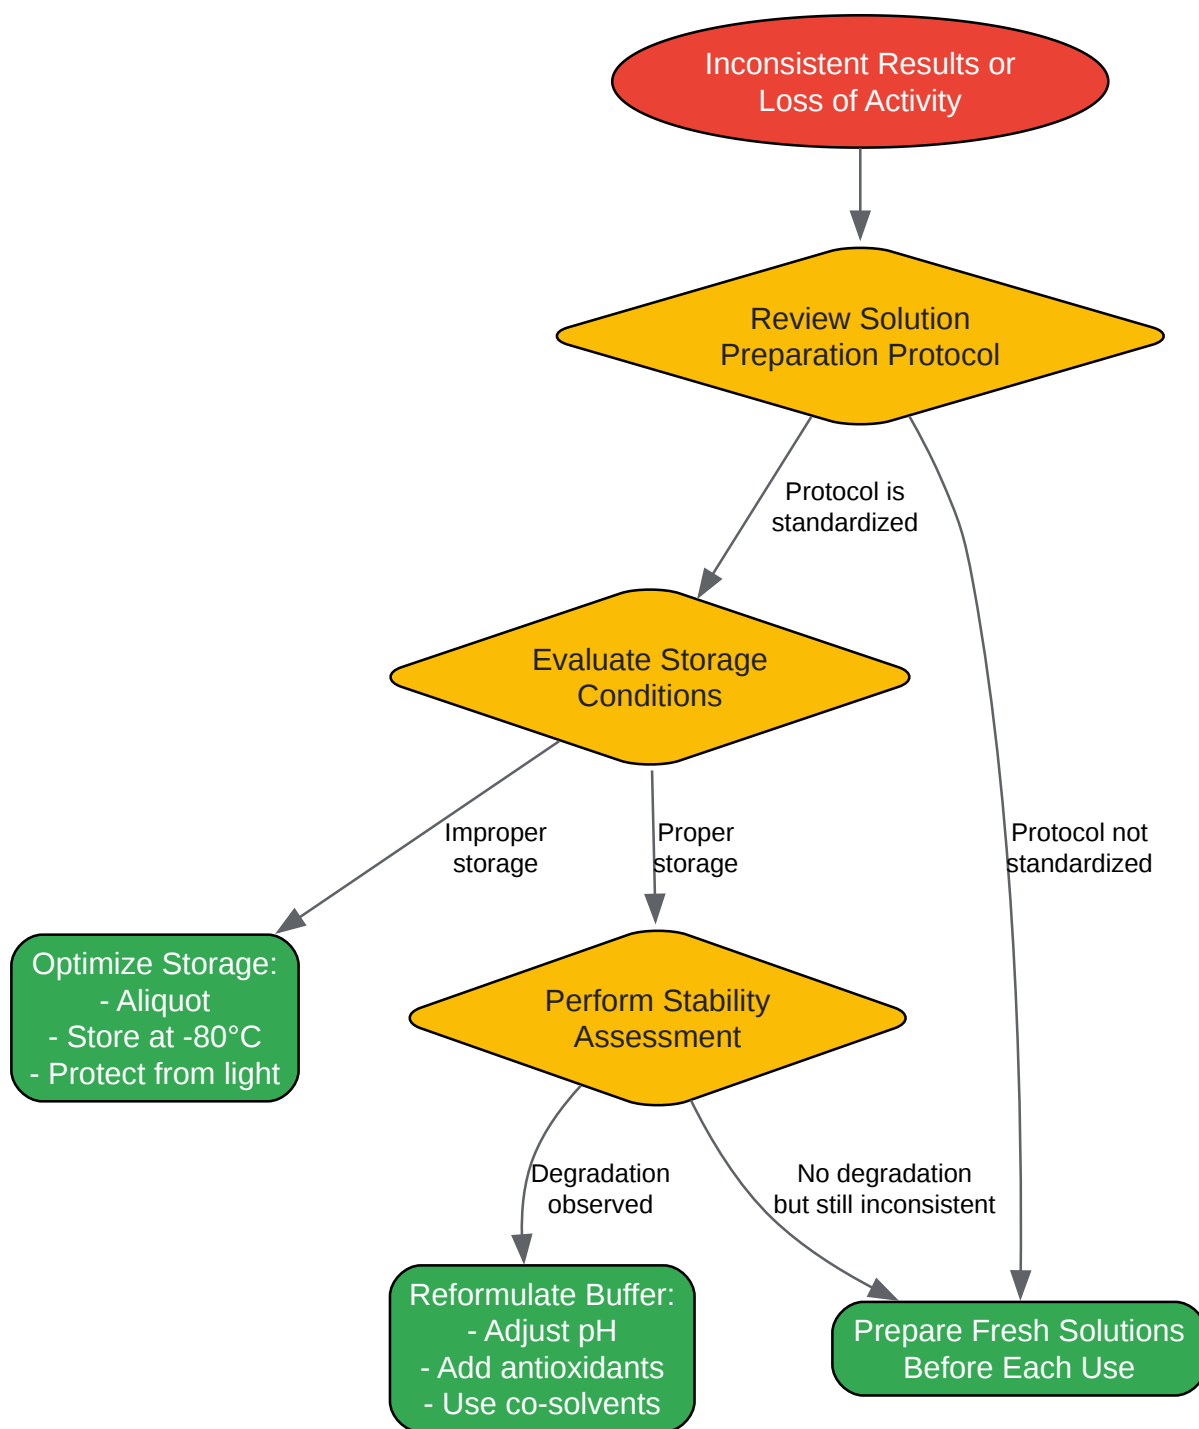 Inconsistent Results or
Loss of Activity
Review Solution
Preparation Protocol
Protocol is
standardized
Evaluate Storage
Conditions
Improper
storage
Proper
storage
Protocol not
standardized
Optimize Storage:
- Aliquot
- Store at -80°C
- Protect from light
Perform Stability
Assessment
Degradation
observed
No degradation
but still inconsistent
Reformulate Buffer:
- Adjust pH
- Add antioxidants
- Use co-solvents
Prepare Fresh Solutions
Before Each Use